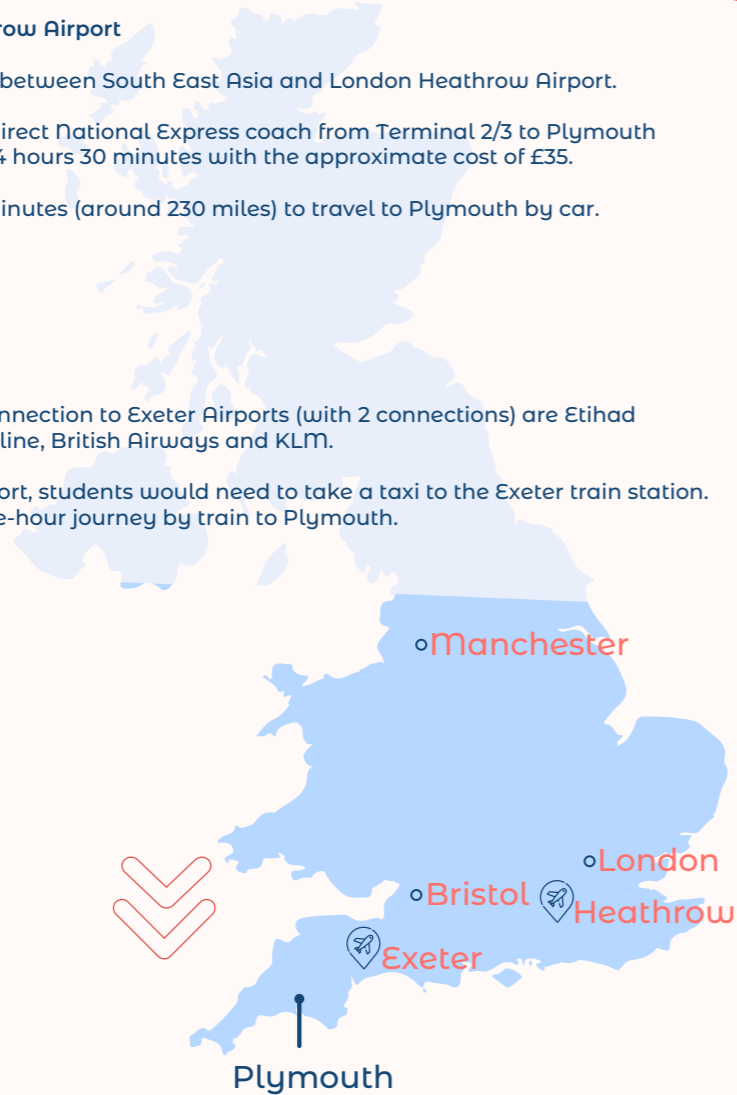 row Airport
between South East Asia and London Heathrow Airport.
irect National Express coach from Terminal 2/3 to Plymouth
4 hours 30 minutes with the approximate cost of £35.
inutes (around 230 miles) to travel to Plymouth by car.
nnection to Exeter Airports (with 2 connections) are Etihad
line, British Airways and KLM.
ort, students would need to take a taxi to the Exeter train station.
e-hour journey by train to Plymouth.
Manchester
London
Bristol
Heathrow
Exeter
Plymouth